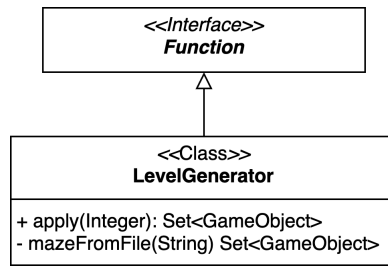 <<Interface>>
Function
<<Class>>
LevelGenerator
+ apply(Integer): Set<GameObject>
- mazeFromFile(String) Set<GameObject>